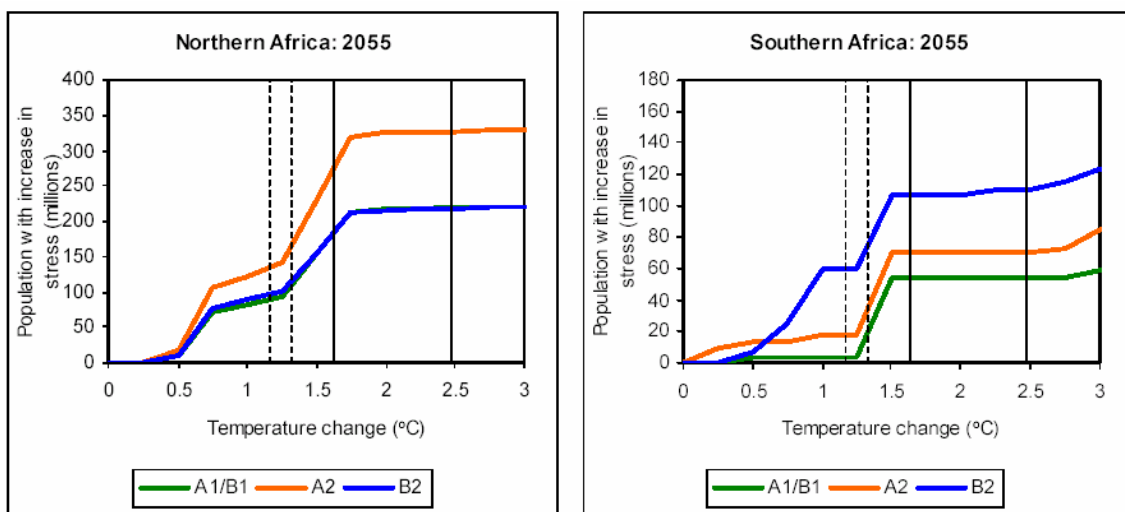 Northern Africa: 2055
Population with increase in
stress (millions)
400
350
300
250
200
150
100
50
0
0 0.5 1 1.5 2 2.5 3
Temperature change (ºC)
A1/B1 A2 B2
Southern Africa: 2055
Population with increase in
stress (millions)
180
160
140
120
100
80
60
40
20
0
0 0.5 1 1.5 2 2.5 3
Temperature change (ºC)
A1/B1 A2 B2